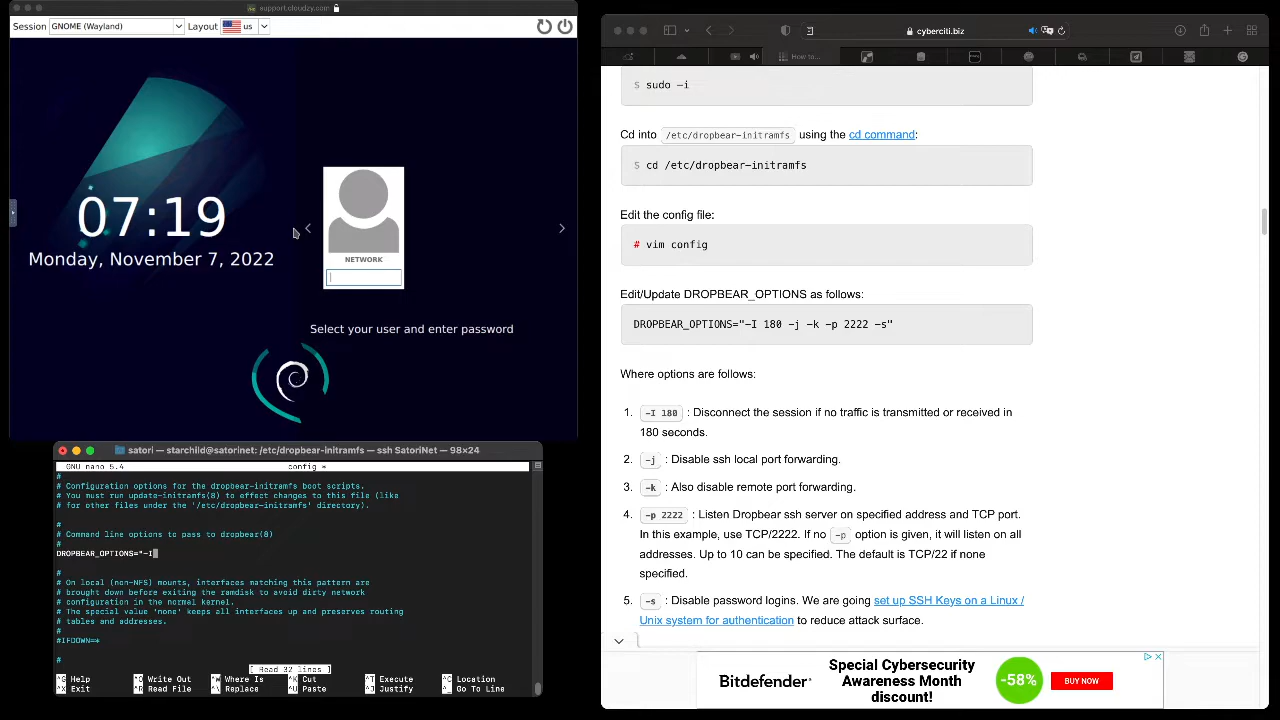 support.cloudzy.com
Session GNOME (Wayland) Layout us
07:19
Monday, November 7, 2022
NETWORK
Select your user and enter password
satori — starchild@satorinet: /etc/dropbear-initramfs — ssh SatoriNet — 98×24
GNU nano 5.4 config *
#
# Configuration options for the dropbear-initramfs boot scripts.
# You must run update-initramfs(8) to effect changes to this file (like
# for other files under the '/etc/dropbear-initramfs' directory).
#
# Command line options to pass to dropbear(8)
#
DROPBEAR_OPTIONS="-I
#
# On local (non-NFS) mounts, interfaces matching this pattern are
# brought down before exiting the ramdisk to avoid dirty network
# configuration in the normal kernel.
# The special value 'none' keeps all interfaces up and preserves routing
# tables and addresses.
#
#IFDOWN=*
#
[ Read 32 lines ]
^G Help ^O Write Out ^W Where Is ^K Cut ^T Execute ^C Location
^X Exit ^R Read File ^\ Replace ^U Paste ^J Justify ^_ Go To Line
cyberciti.biz
How to...
$ sudo -i
Cd into /etc/dropbear-initramfs using the cd command:
$ cd /etc/dropbear-initramfs
Edit the config file:
# vim config
Edit/Update DROPBEAR_OPTIONS as follows:
DROPBEAR_OPTIONS="-I 180 -j -k -p 2222 -s"
Where options are follows:
1. -I 180 : Disconnect the session if no traffic is transmitted or received in
180 seconds.
2. -j : Disable ssh local port forwarding.
3. -k : Also disable remote port forwarding.
4. -p 2222 : Listen Dropbear ssh server on specified address and TCP port.
In this example, use TCP/2222. If no -p option is given, it will listen on all
addresses. Up to 10 can be specified. The default is TCP/22 if none
specified.
5. -s : Disable password logins. We are going set up SSH Keys on a Linux /
Unix system for authentication to reduce attack surface.
Bitdefender
Special Cybersecurity
Awareness Month
discount!
-58%
BUY NOW